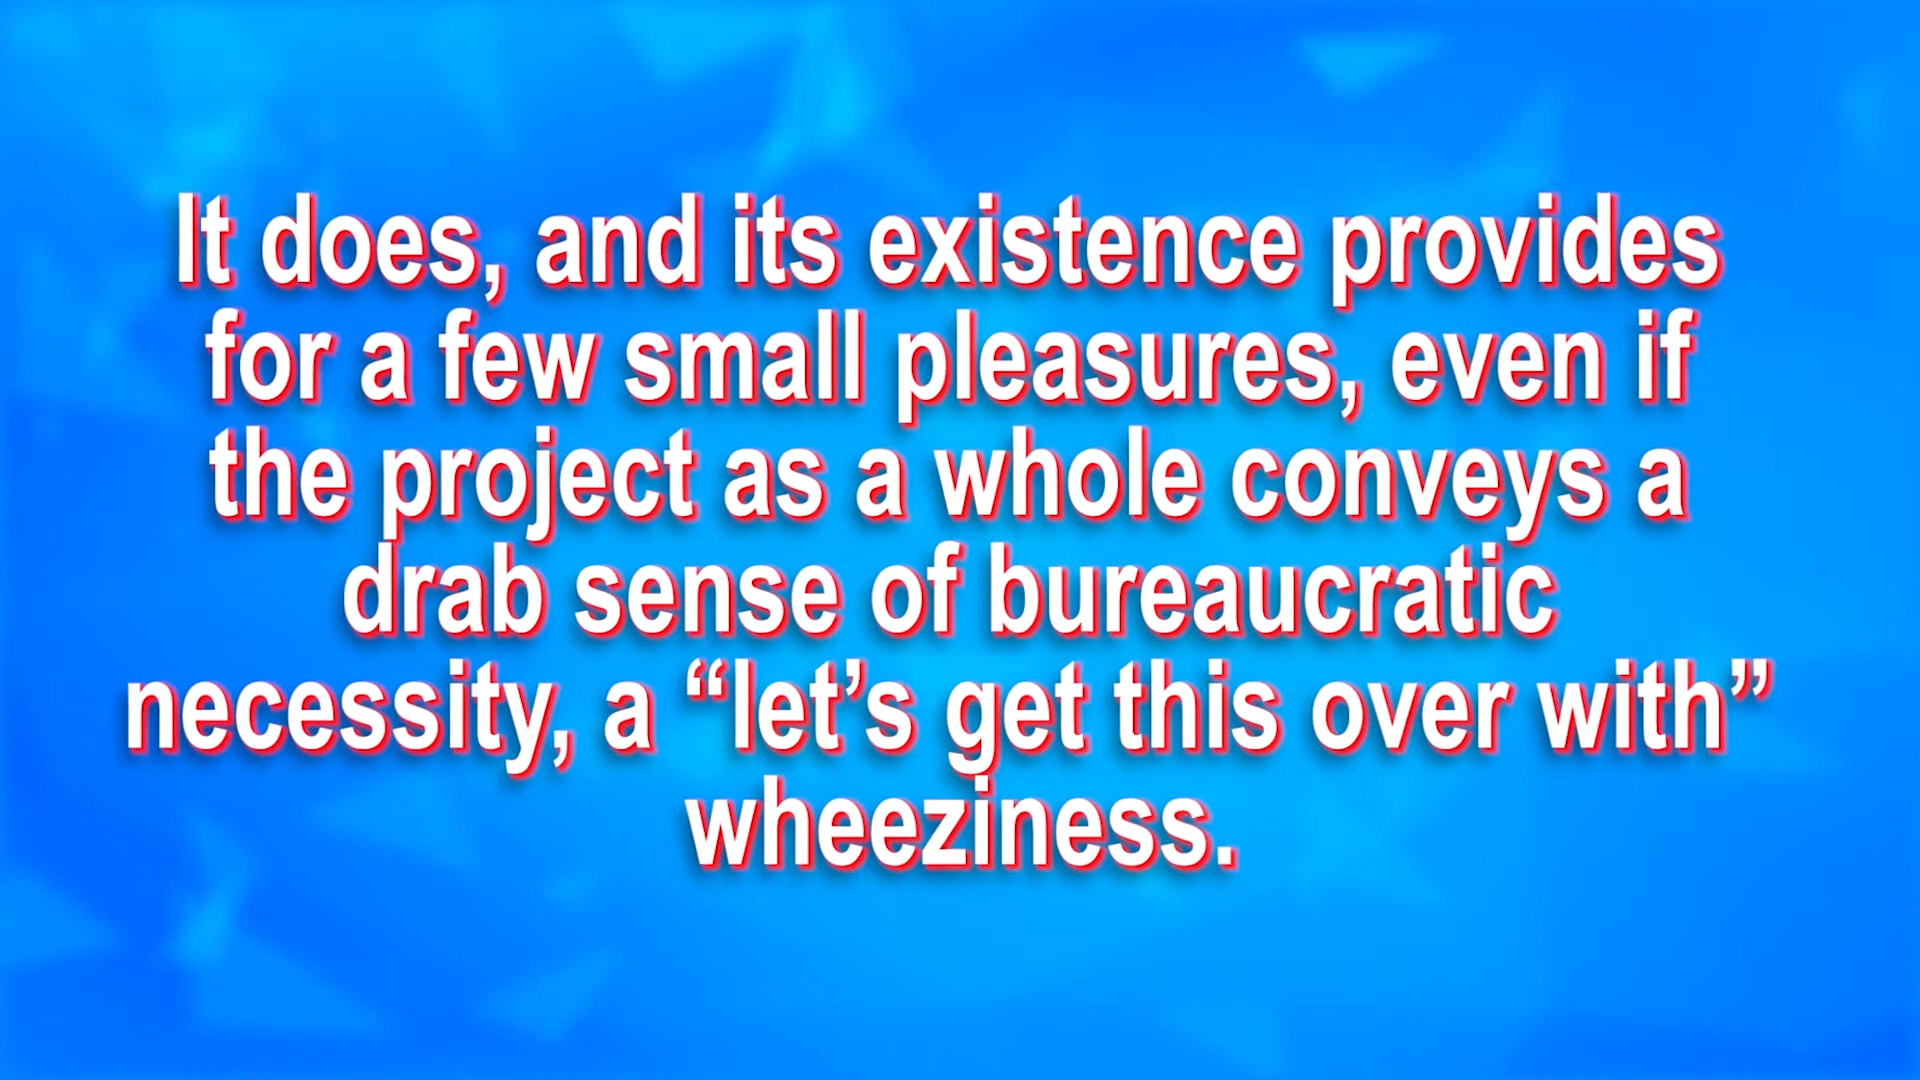 It does, and its existence provides
for a few small pleasures, even if
the project as a whole conveys a
drab sense of bureaucratic
necessity, a “let’s get this over with”
wheeziness.